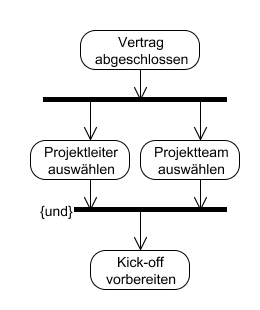 Vertrag
abgeschlossen
Projektleiter
auswählen
Projektteam
auswählen
{und}
Kick-off
vorbereiten